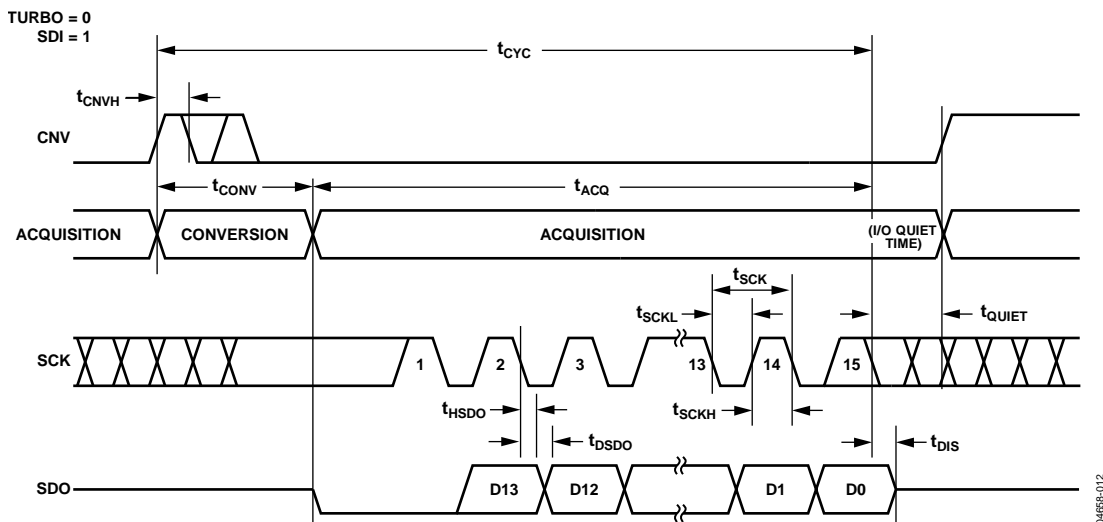 TURBO = 0
SDI = 1
tCYC
tCNVH
CNV
tCONV
tACQ
ACQUISITION
CONVERSION
ACQUISITION
(I/O QUIET
TIME)
tSCK
tSCKL
tQUIET
SCK
1
2
3
13
14
15
tHSDO
tSCKH
tDSDO
tDIS
SDO
D13
D12
D1
D0
04658-012